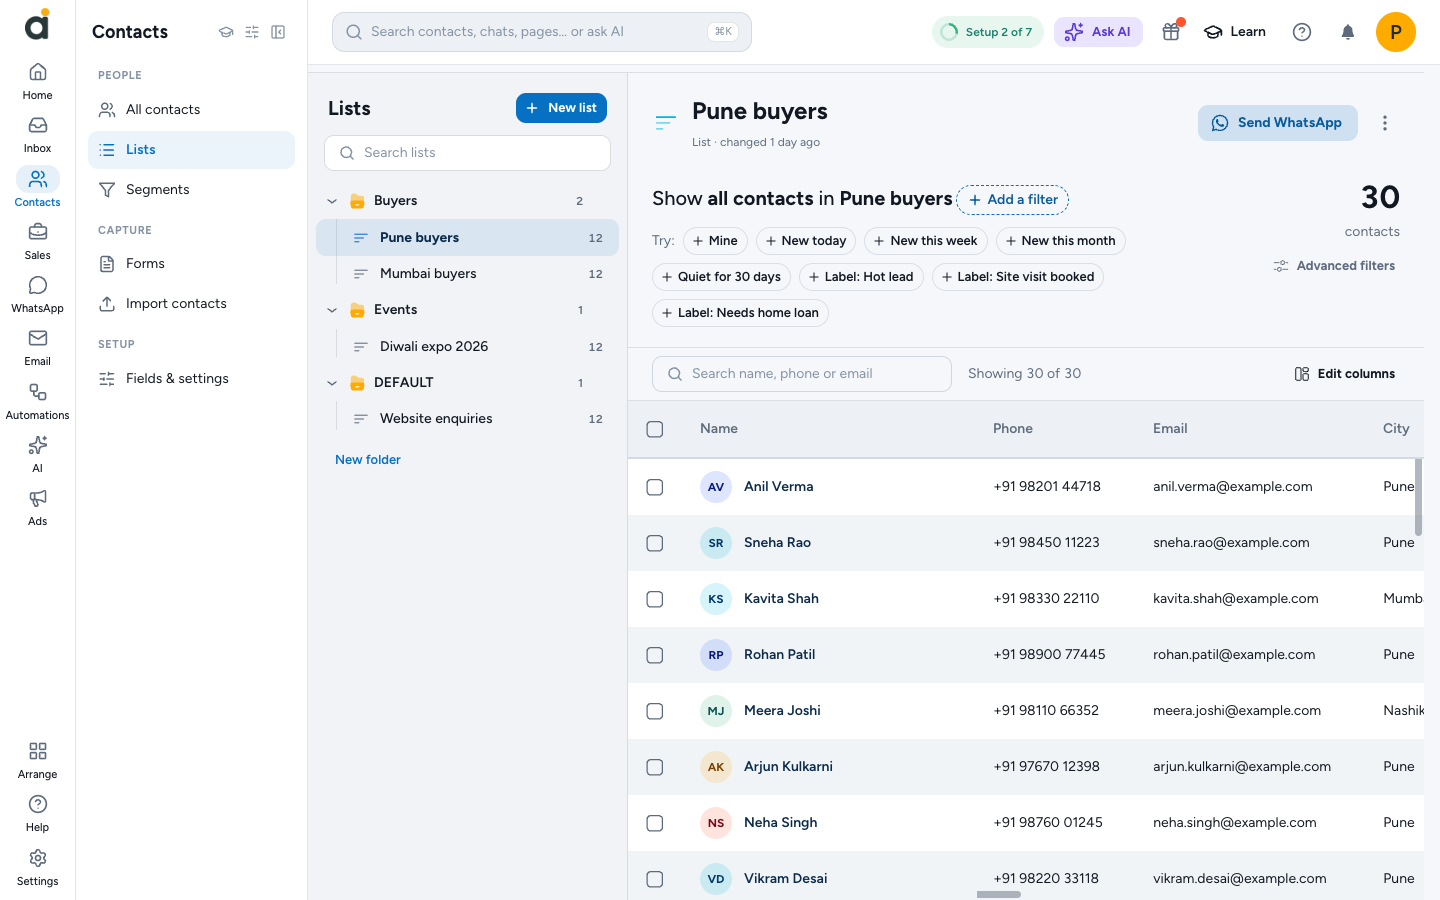 Contacts
Search contacts, chats, pages... or ask AI
⌘K
Setup 2 of 7
Ask AI
Learn
P
Home
Inbox
Contacts
Sales
WhatsApp
Email
Automations
AI
Ads
Arrange
Help
Settings
PEOPLE
All contacts
Lists
Segments
CAPTURE
Forms
Import contacts
SETUP
Fields & settings
Lists
+ New list
Search lists
Buyers 2
Pune buyers 12
Mumbai buyers 12
Events 1
Diwali expo 2026 12
DEFAULT 1
Website enquiries 12
New folder
Pune buyers
List · changed 1 day ago
Send WhatsApp
Show all contacts in Pune buyers + Add a filter
30
contacts
Try: + Mine + New today + New this week + New this month
+ Quiet for 30 days + Label: Hot lead + Label: Site visit booked
+ Label: Needs home loan
Advanced filters
Search name, phone or email
Showing 30 of 30
Edit columns
Name Phone Email City
AV Anil Verma +91 98201 44718 anil.verma@example.com Pune
SR Sneha Rao +91 98450 11223 sneha.rao@example.com Pune
KS Kavita Shah +91 98330 22110 kavita.shah@example.com Mumb
RP Rohan Patil +91 98900 77445 rohan.patil@example.com Pune
MJ Meera Joshi +91 98110 66352 meera.joshi@example.com Nashik
AK Arjun Kulkarni +91 97670 12398 arjun.kulkarni@example.com Pune
NS Neha Singh +91 98760 01245 neha.singh@example.com Pune
VD Vikram Desai +91 98220 33118 vikram.desai@example.com Pune